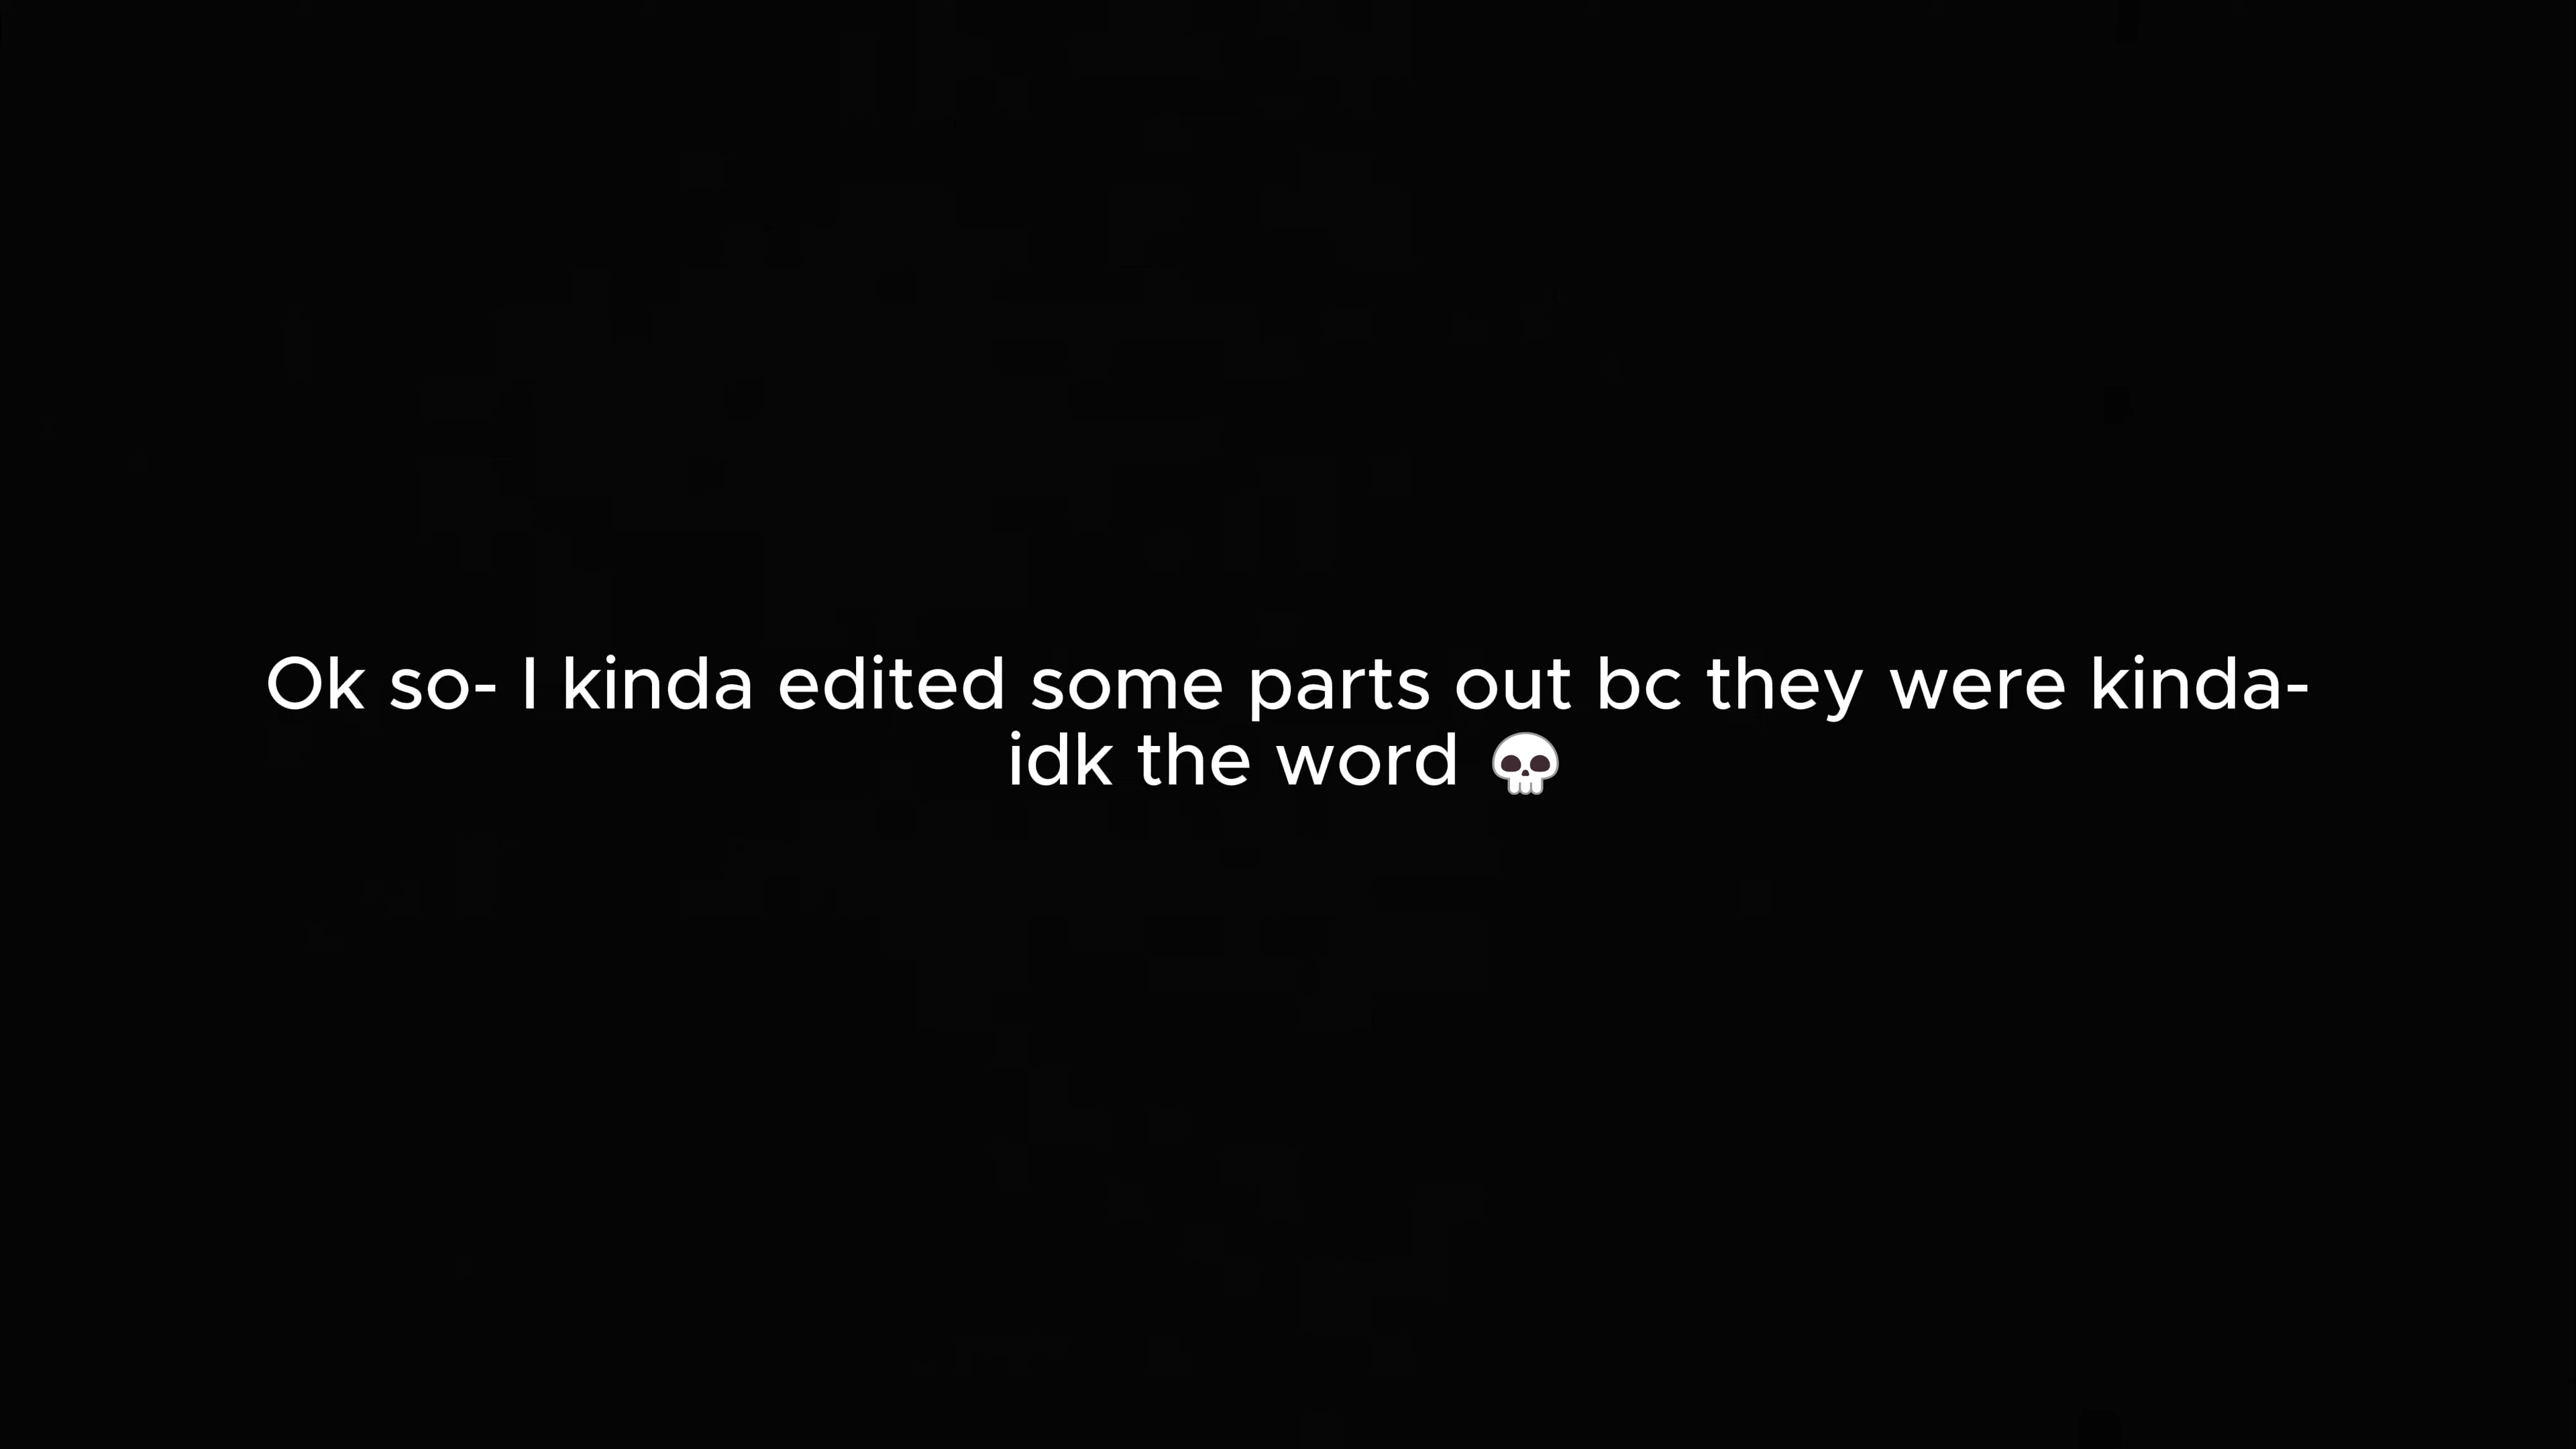 Ok so- I kinda edited some parts out bc they were kinda-
idk the word 💀